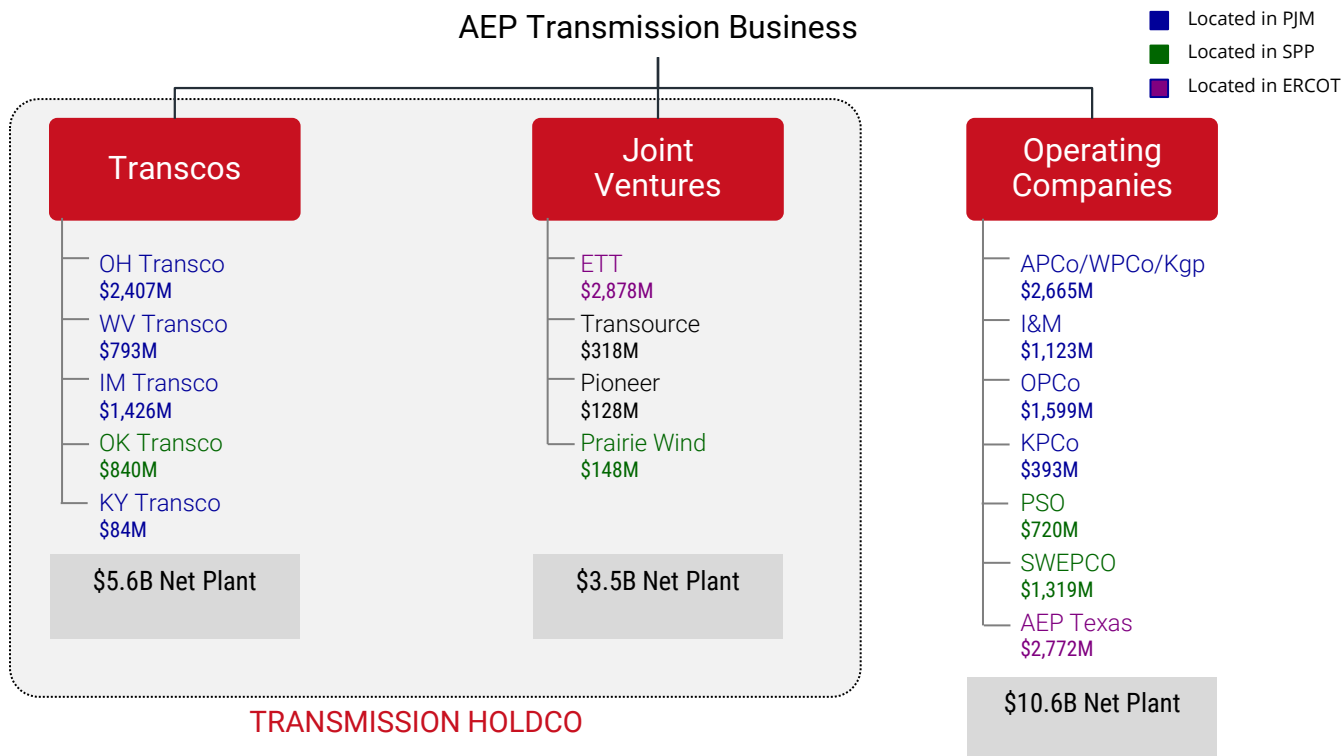 AEP Transmission Business
Located in PJM
Located in SPP
Located in ERCOT
Transcos
OH Transco
$2,407M
WV Transco
$793M
IM Transco
$1,426M
OK Transco
$840M
KY Transco
$84M
$5.6B Net Plant
Joint
Ventures
ETT
$2,878M
Transource
$318M
Pioneer
$128M
Prairie Wind
$148M
$3.5B Net Plant
TRANSMISSION HOLDCO
Operating
Companies
APCo/WPCo/Kgp
$2,665M
I&M
$1,123M
OPCo
$1,599M
KPCo
$393M
PSO
$720M
SWEPCO
$1,319M
AEP Texas
$2,772M
$10.6B Net Plant